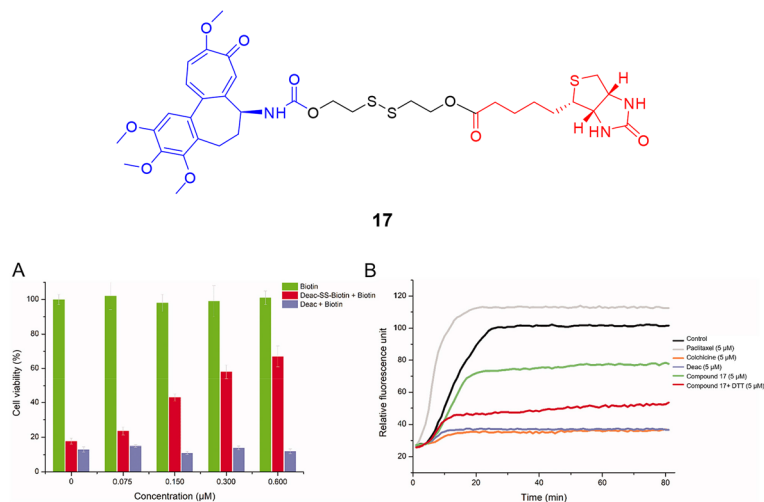 O
O
O
NH
O
O
S
S
O
O
S
H
NH
HN
H
O
O
O
O
17
A
Biotin
Deac-SS-Biotin + Biotin
Deac + Biotin
Cell viability (%)
100
80
60
40
20
0
0 0.075 0.150 0.300 0.600
Concentration (μM)
B
Relative fluorescence unit
120
100
80
60
40
20
0 20 40 60 80
Time (min)
Control
Paclitaxel (5 μM)
Colchicine (5 μM)
Deac (5 μM)
Compound 17 (5 μM)
Compound 17+ DTT (5 μM)